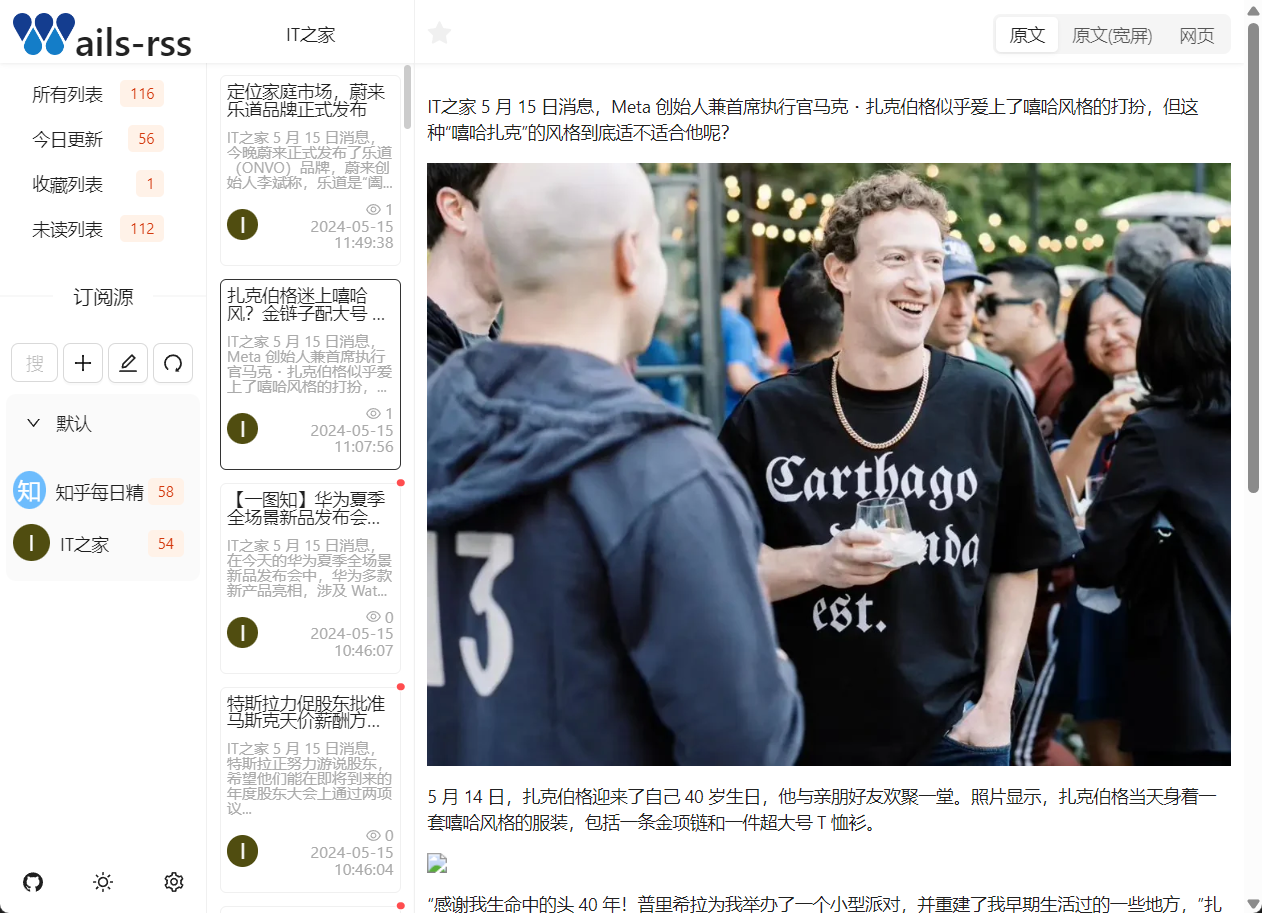 ails-rss
所有列表 116
今日更新 56
收藏列表 1
未读列表 112
订阅源
搜
默认
知 知乎每日精 58
I IT之家 54
IT之家
定位家庭市场，蔚来
乐道品牌正式发布
IT之家 5 月 15 日消息，
今晚蔚来正式发布了乐道
（ONVO）品牌，蔚来创
始人李斌称，乐道是“阖...
1
I 2024-05-15
11:49:38
扎克伯格迷上嘻哈
风？金链子配大号 ...
IT之家 5 月 15 日消息，
Meta 创始人兼首席执行
官马克・扎克伯格似乎爱
上了嘻哈风格的打扮，...
1
I 2024-05-15
11:07:56
【一图知】华为夏季
全场景新品发布会...
IT之家 5 月 15 日消息，
在今天的华为夏季全场景
新品发布会中，华为多款
新产品亮相，涉及 Wat...
0
I 2024-05-15
10:46:07
特斯拉力促股东批准
马斯克天价薪酬方...
IT之家 5 月 15 日消息，
特斯拉正努力游说股东，
希望他们能在即将到来的
年度股东大会上通过两项
议...
0
I 2024-05-15
10:46:04
原文 原文(宽屏) 网页
IT之家 5 月 15 日消息，Meta 创始人兼首席执行官马克・扎克伯格似乎爱上了嘻哈风格的打扮，但这
种“嘻哈扎克”的风格到底适不适合他呢？
Carthago
est.
13
5 月 14 日，扎克伯格迎来了自己 40 岁生日，他与亲朋好友欢聚一堂。照片显示，扎克伯格当天身着一
套嘻哈风格的服装，包括一条金项链和一件超大号 T 恤衫。
“感谢我生命中的头 40 年！普里希拉为我举办了一个小型派对，并重建了我早期生活过的一些地方，”扎